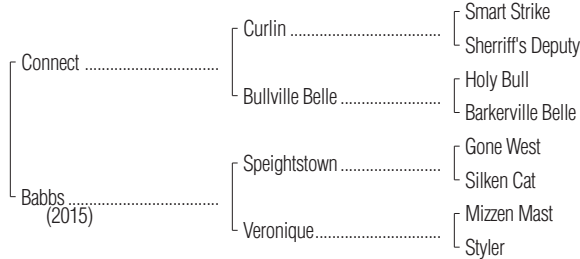 Smart Strike
Curlin
Sherriff's Deputy
Connect
Holy Bull
Bullville Belle
Barkerville Belle
Gone West
Speightstown
Silken Cat
Babbs
(2015)
Mizzen Mast
Veronique
Styler